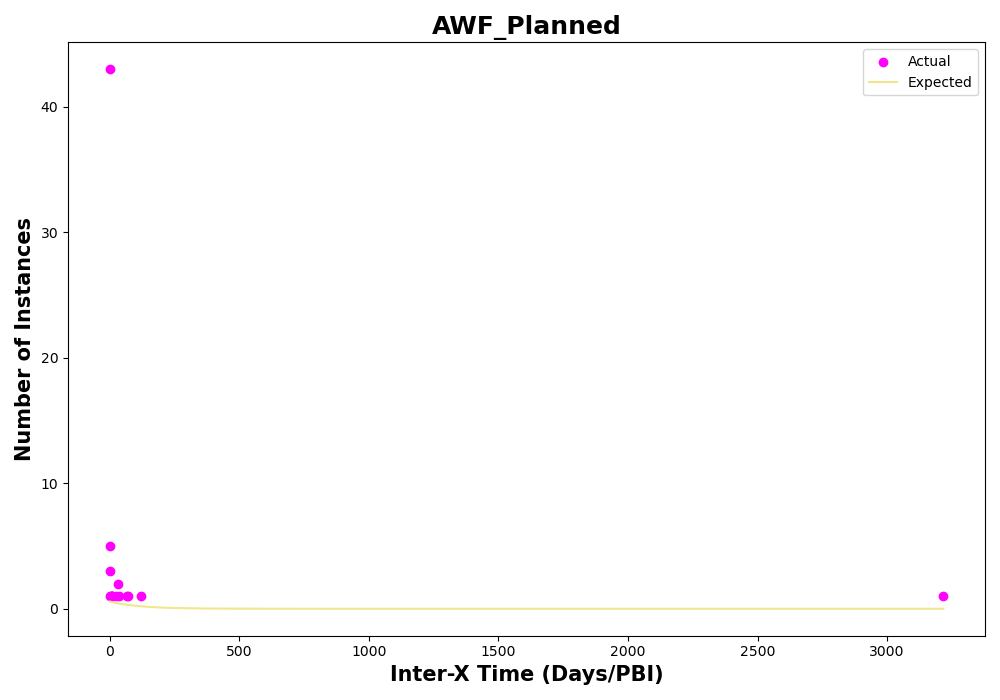 AWF_Planned
Actual
Expected
Number of Instances
40
30
20
10
0
0
500
1000
1500
2000
2500
3000
Inter-X Time (Days/PBI)